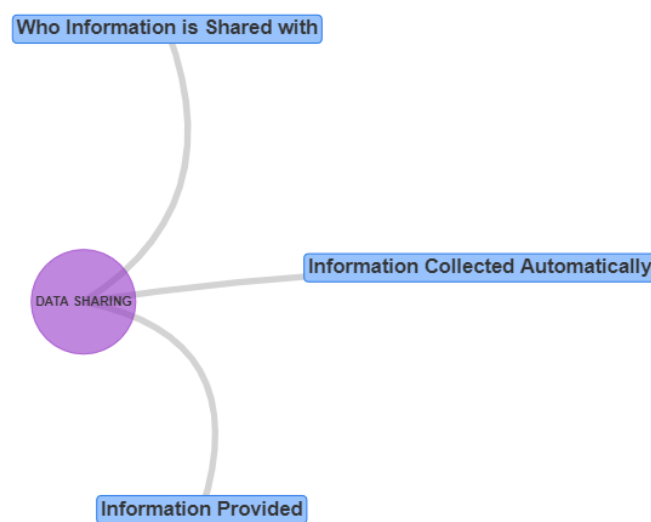 Who Information is Shared with
Information Collected Automatically
DATA SHARING
Information Provided